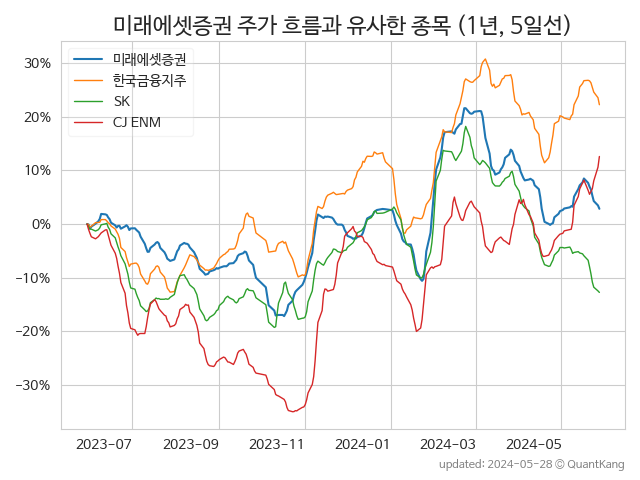 미래에셋증권 주가 흐름과 유사한 종목 (1년, 5일선)
미래에셋증권
한국금융지주
SK
CJ ENM
30%
20%
10%
0%
−10%
−20%
−30%
2023-07
2023-09
2023-11
2024-01
2024-03
2024-05
updated: 2024-05-28 © QuantKang